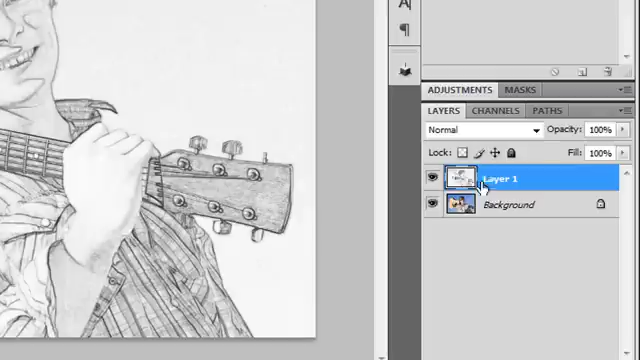 A
¶
ADJUSTMENTS MASKS
LAYERS CHANNELS PATHS
Normal Opacity: 100%
Lock: Fill: 100%
Layer 1
Background